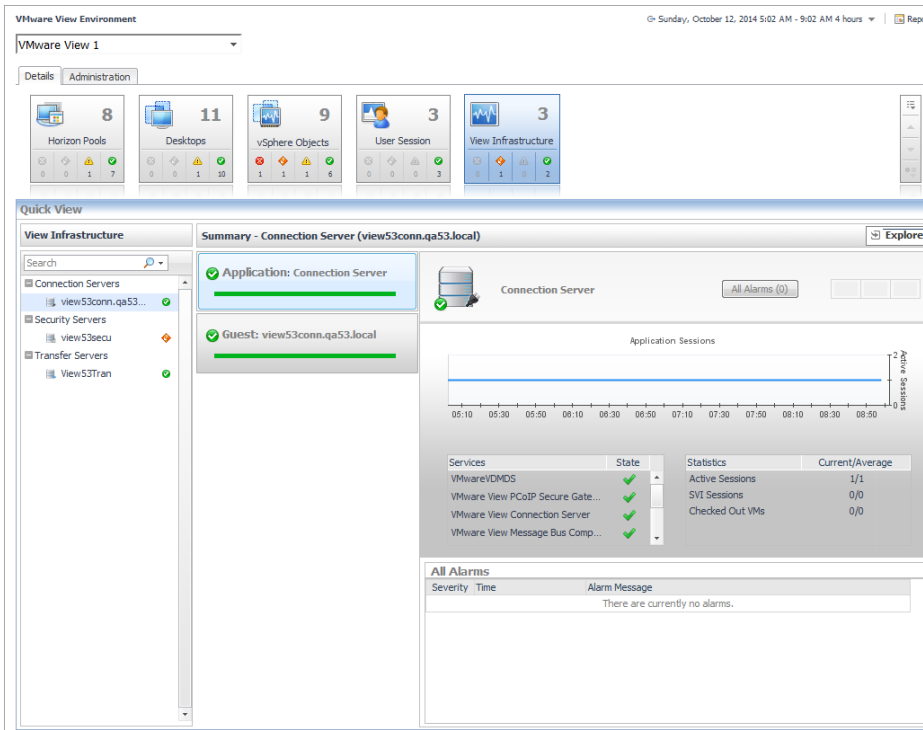 VMware View Environment
Sunday, October 12, 2014 5:02 AM - 9:02 AM 4 hours
Repo
VMware View 1
Details Administration
8 11 9 3 3
Horizon Pools Desktops vSphere Objects User Session View Infrastructure
0 0 1 7 0 0 1 10 1 1 1 6 0 0 0 3 0 1 0 2
Quick View
View Infrastructure
Search
Connection Servers
view53conn.qa53...
Security Servers
view53secu
Transfer Servers
View53Tran
Summary - Connection Server (view53conn.qa53.local)
Explore
Application: Connection Server
Guest: view53conn.qa53.local
Connection Server
All Alarms (0)
Application Sessions
2
Active Sessions
0
05:10 05:30 05:50 06:10 06:30 06:50 07:10 07:30 07:50 08:10 08:30 08:50
Services State
VMwareVDMDS
VMware View PCoIP Secure Gate...
VMware View Connection Server
VMware View Message Bus Comp...
Statistics Current/Average
Active Sessions 1/1
SVI Sessions 0/0
Checked Out VMs 0/0
All Alarms
Severity Time Alarm Message
There are currently no alarms.